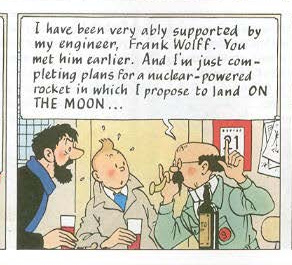 I have been very ably supported by
my engineer, Frank Wolff. You
met him earlier. And I'm just com-
pleting plans for a nuclear-powered
rocket in which I propose to land ON
THE MOON...